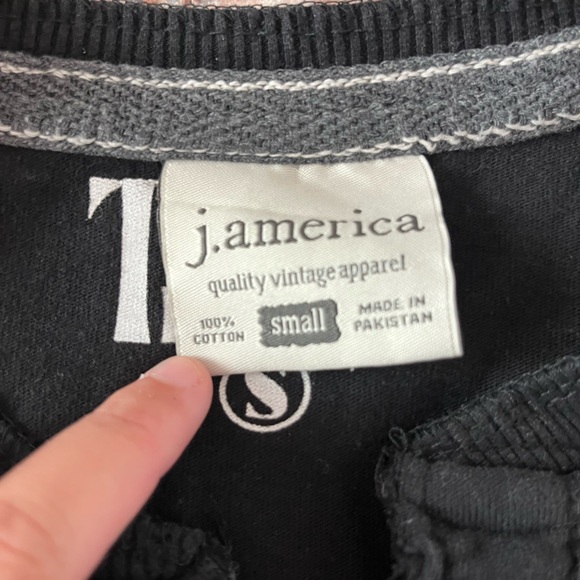 j.america
quality vintage apparel
100%
COTTON
small
MADE IN
PAKISTAN
S